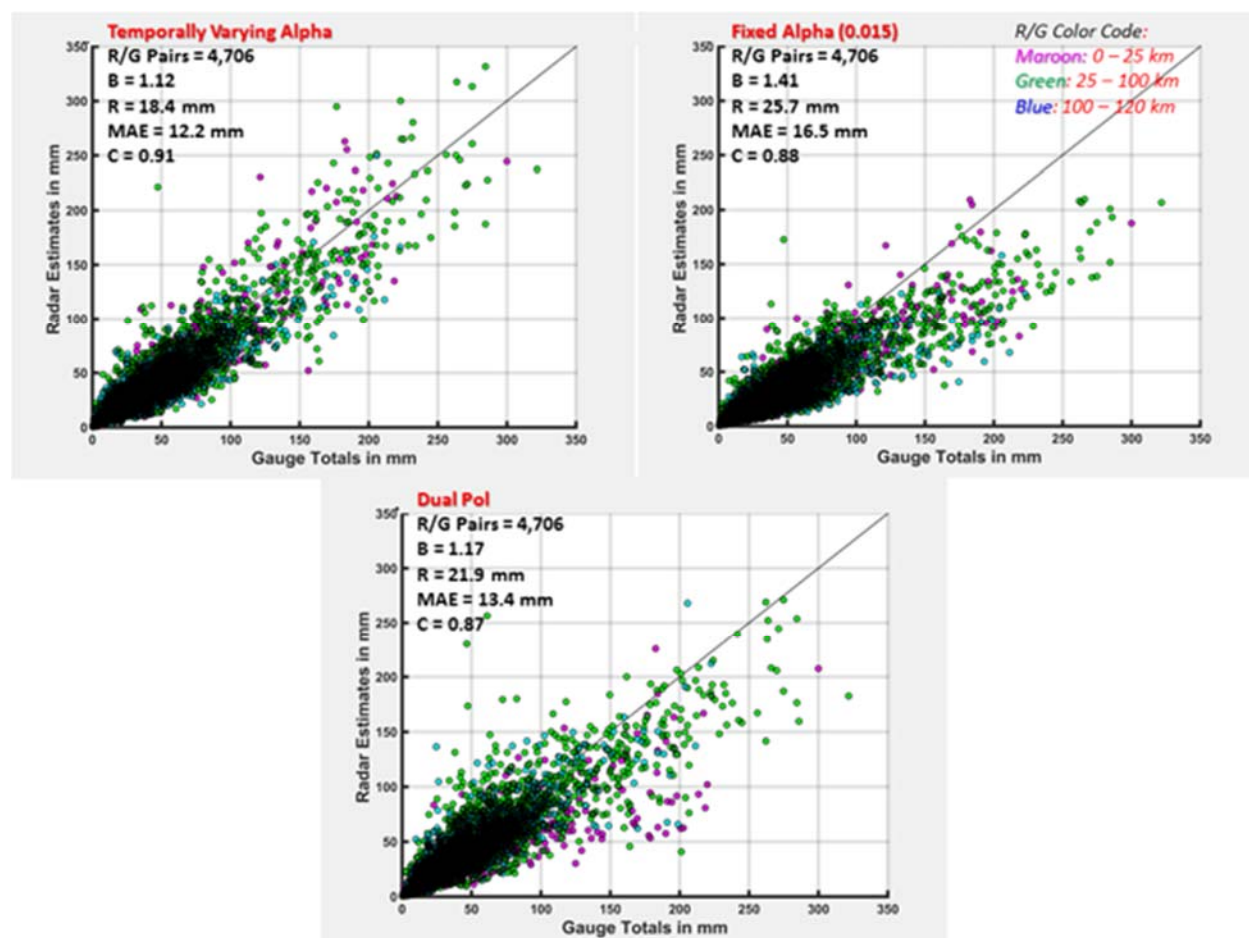 Temporally Varying Alpha
R/G Pairs = 4,706
B = 1.12
R = 18.4 mm
MAE = 12.2 mm
C = 0.91
Radar Estimates in mm
350
300
250
200
150
100
50
0
0 50 100 150 200 250 300 350
Gauge Totals in mm
Fixed Alpha (0.015)
R/G Pairs = 4,706
B = 1.41
R = 25.7 mm
MAE = 16.5 mm
C = 0.88
R/G Color Code:
Maroon: 0 – 25 km
Green: 25 – 100 km
Blue: 100 – 120 km
Radar Estimates in mm
350
300
250
200
150
100
50
0
0 50 100 150 200 250 300 350
Gauge Totals in mm
Dual Pol
R/G Pairs = 4,706
B = 1.17
R = 21.9 mm
MAE = 13.4 mm
C = 0.87
Radar Estimates in mm
350
300
250
200
150
100
50
0
0 50 100 150 200 250 300 350
Gauge Totals in mm